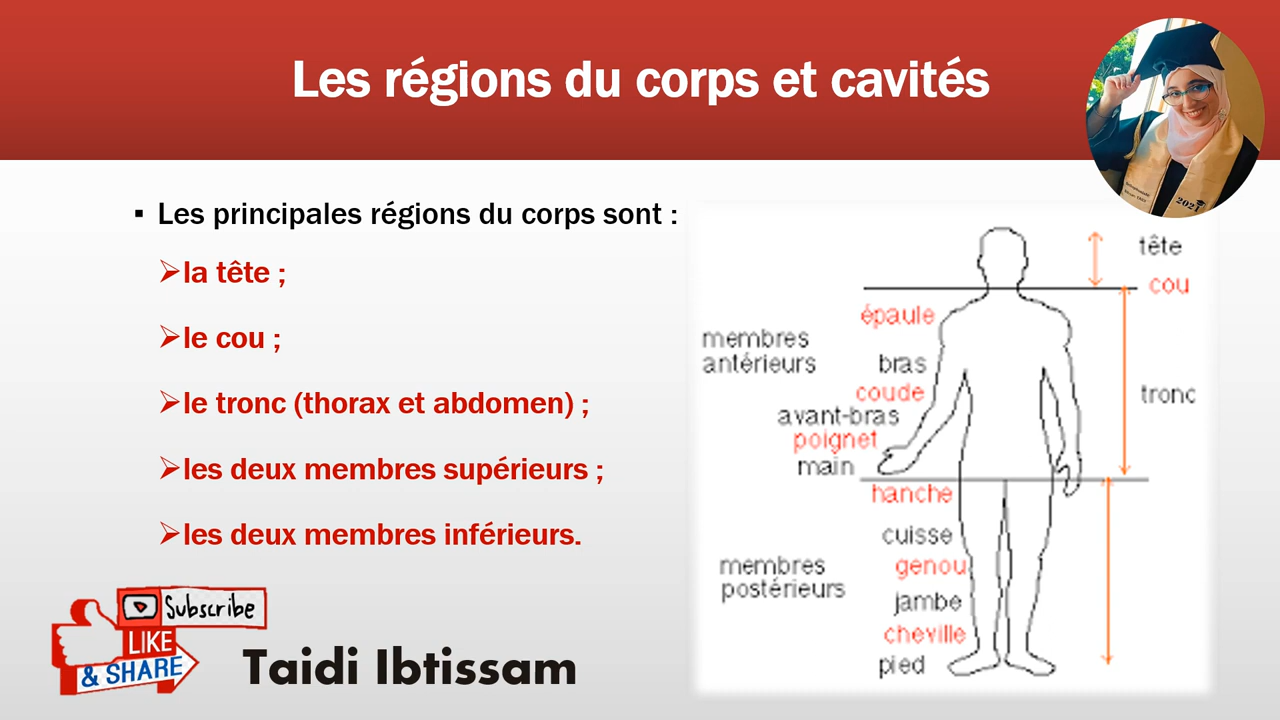 Les régions du corps et cavités
2021
▪ Les principales régions du corps sont :
➢la tête ;
➢le cou ;
➢le tronc (thorax et abdomen) ;
➢les deux membres supérieurs ;
➢les deux membres inférieurs.
tête
cou
épaule
membres
antérieurs
bras
coude
avant-bras
poignet
main
tronc
hanche
cuisse
membres
postérieurs
genou
jambe
cheville
pied
Subscribe
LIKE
& SHARE
Taidi Ibtissam